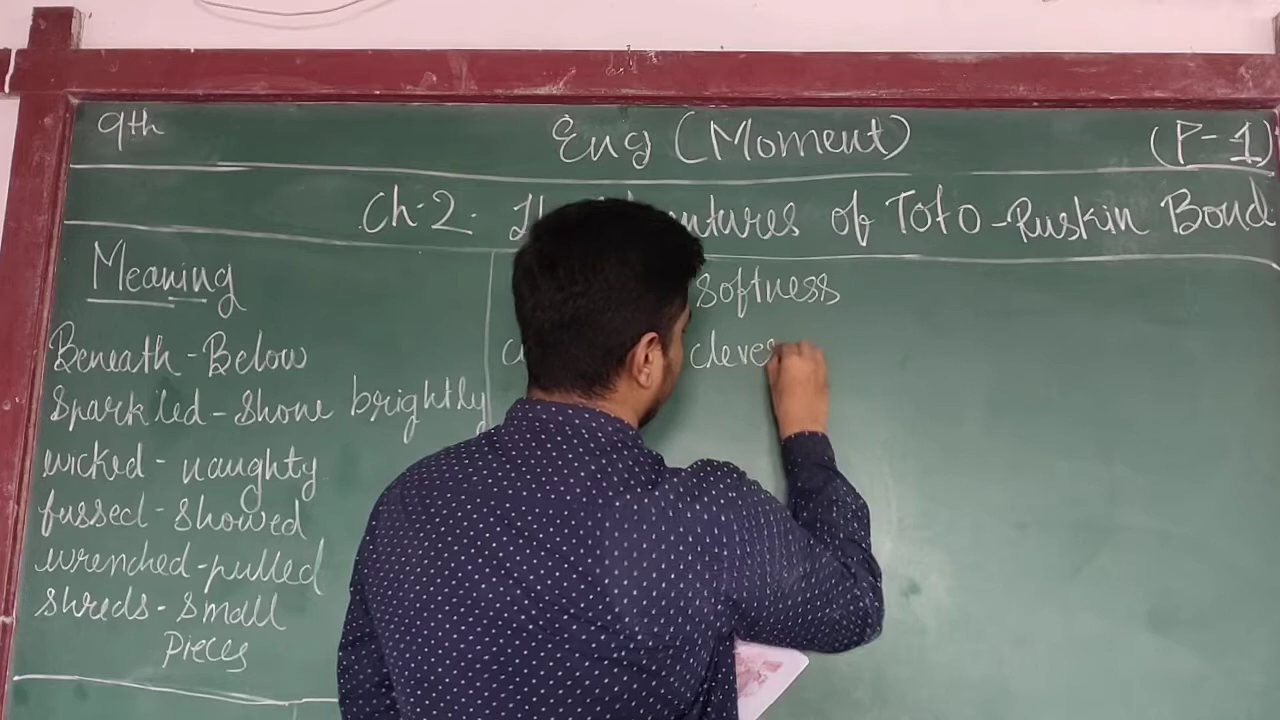 9th Eng (Moment) (P-1)
Ch-2- of Toto-Ruskin Bond
Meaning
Beneath-Below
Sparkled-Shone brightly
wicked-naughty
fussed-Showed
wrenched-pulled
shreds-Small
Pieces
softness